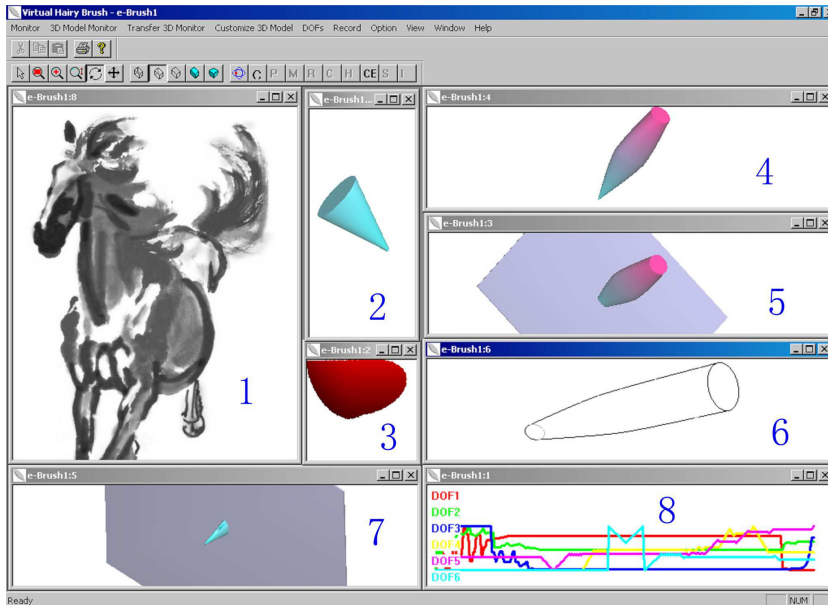 Virtual Hairy Brush - e-Brush1
Monitor 3D Model Monitor Transfer 3D Monitor Customize 3D Model DOFs Record Option View Window Help
C P M R C H CE S I
e-Brush1:8
1
e-Brush1...
2
e-Brush1:2
3
e-Brush1:4
4
e-Brush1:3
5
e-Brush1:6
6
e-Brush1:5
7
e-Brush1:1
DOF1
DOF2
DOF3
DOF4
DOF5
DOF6
8
Ready NUM